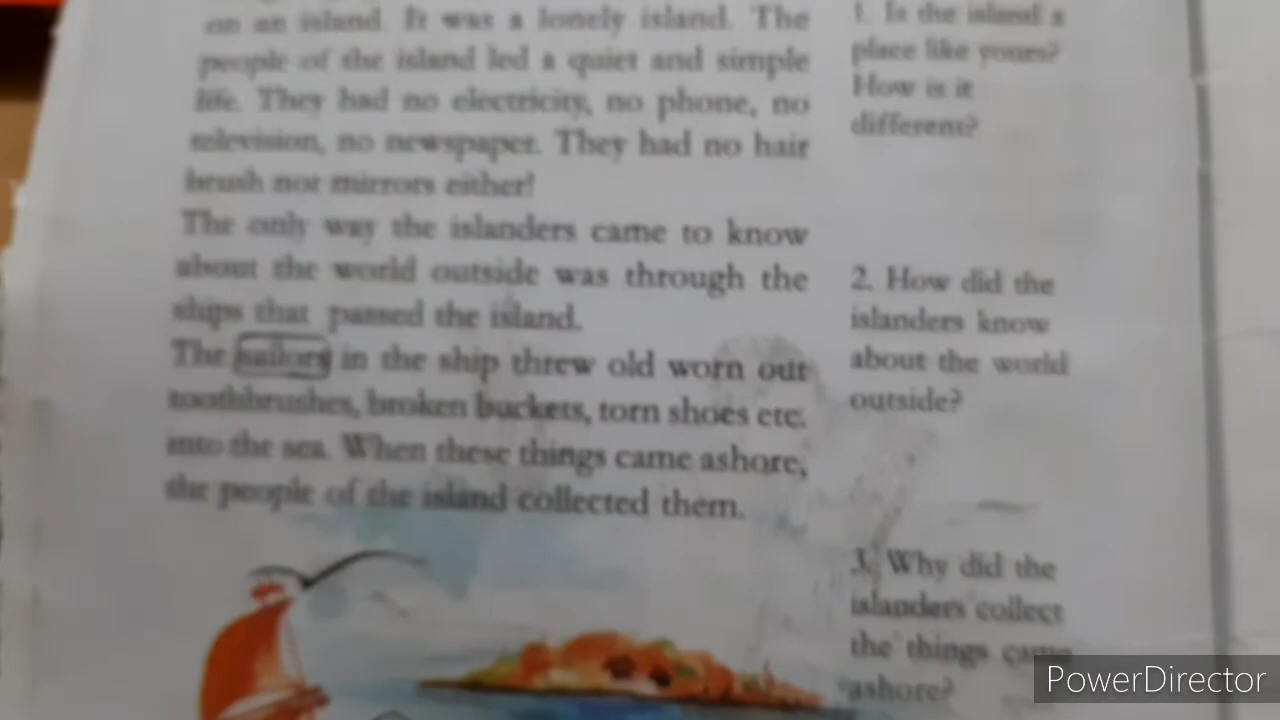 on an island. It was a lonely island. The
people of the island led a quiet and simple
life. They had no electricity, no phone, no
television, no newspaper. They had no hair
brush nor mirrors either!
The only way the islanders came to know
about the world outside was through the
ships that passed the island.
The sailors in the ship threw old worn out
toothbrushes, broken buckets, torn shoes etc.
into the sea. When these things came ashore,
the people of the island collected them.
1. Is the island a
place like yours?
How is it
different?
2. How did the
islanders know
about the world
outside?
3. Why did the
islanders collect
the things came
ashore?
PowerDirector